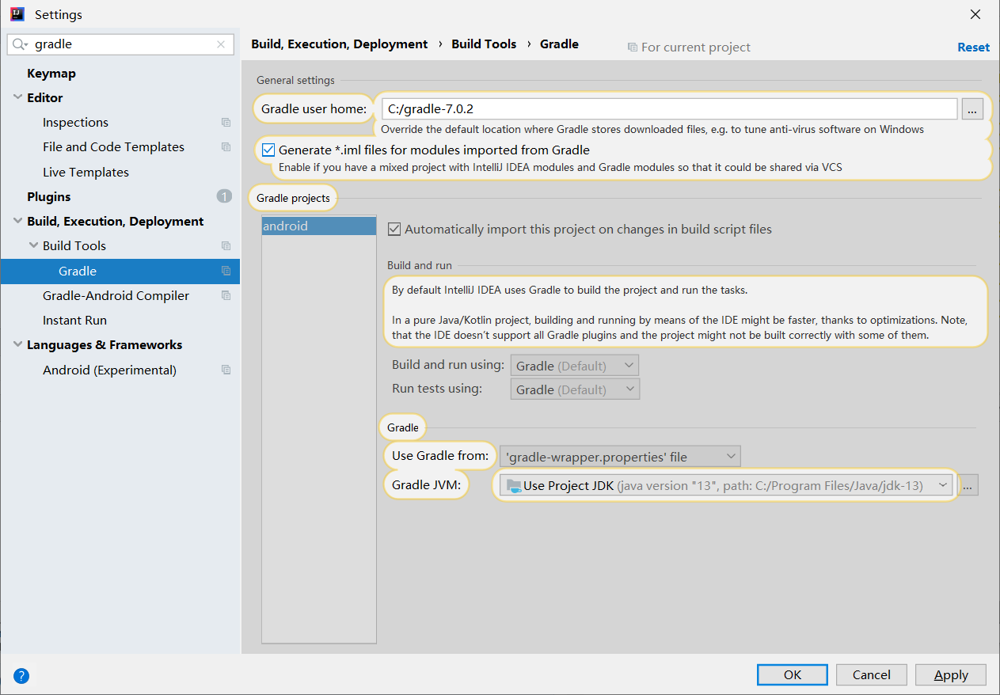 Settings
gradle
Build, Execution, Deployment › Build Tools › Gradle
For current project
Reset
Keymap
Editor
Inspections
File and Code Templates
Live Templates
Plugins
1
Build, Execution, Deployment
Build Tools
Gradle
Gradle-Android Compiler
Instant Run
Languages & Frameworks
Android (Experimental)
General settings
Gradle user home:
C:/gradle-7.0.2
...
Override the default location where Gradle stores downloaded files, e.g. to tune anti-virus software on Windows
Generate *.iml files for modules imported from Gradle
Enable if you have a mixed project with IntelliJ IDEA modules and Gradle modules so that it could be shared via VCS
Gradle projects
android
Automatically import this project on changes in build script files
Build and run
By default IntelliJ IDEA uses Gradle to build the project and run the tasks.
In a pure Java/Kotlin project, building and running by means of the IDE might be faster, thanks to optimizations. Note,
that the IDE doesn't support all Gradle plugins and the project might not be built correctly with some of them.
Build and run using: Gradle (Default)
Run tests using: Gradle (Default)
Gradle
Use Gradle from: 'gradle-wrapper.properties' file
Gradle JVM: Use Project JDK (java version "13", path: C:/Program Files/Java/jdk-13) ...
?
OK
Cancel
Apply